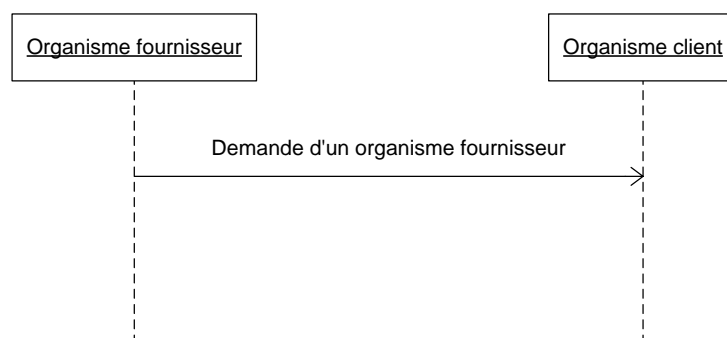 Organisme fournisseur
Organisme client
Demande d'un organisme fournisseur